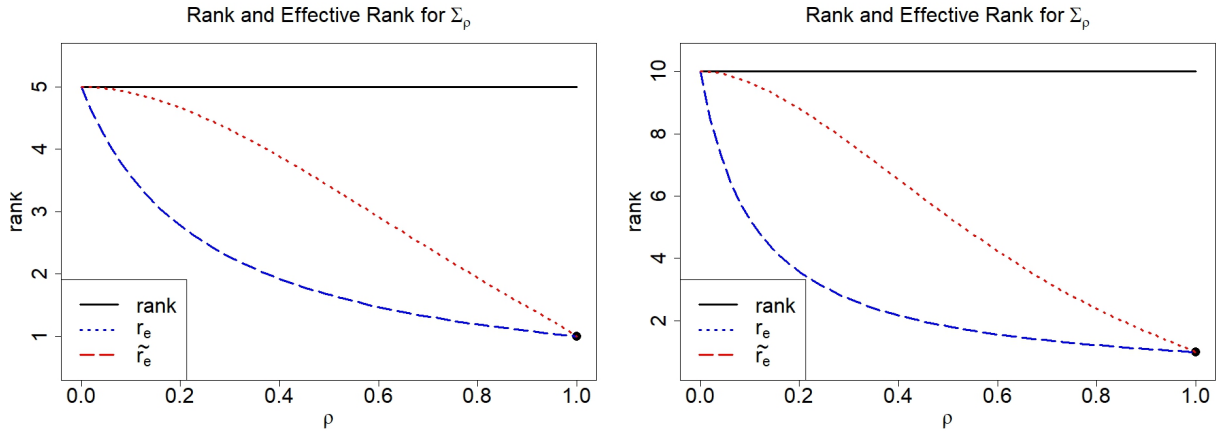 Rank and Effective Rank for Σρ
rank
5
4
3
2
1
rank
rₑ
r̃ₑ
0.0 0.2 0.4 0.6 0.8 1.0
ρ
Rank and Effective Rank for Σρ
rank
10
8
6
4
2
rank
rₑ
r̃ₑ
0.0 0.2 0.4 0.6 0.8 1.0
ρ